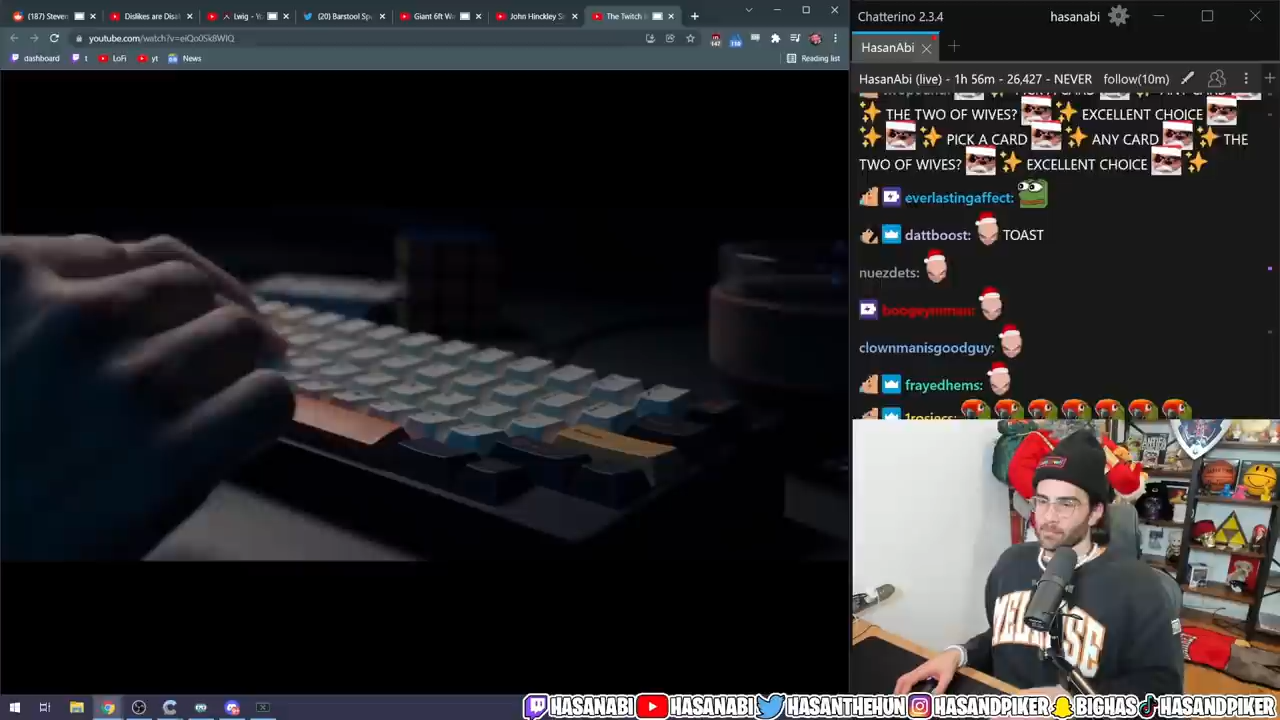 (187) Steven
Dislikes are Disal
Lwig - Yo
(20) Barstool Spo
Giant 6ft W
John Hinckley S
The Twitch i
youtube.com/watch?v=eiQo0Sk8WIQ
dashboard
t
LoFi
yt
News
Reading list
Chatterino 2.3.4
hasanabi
HasanAbi
HasanAbi (live) - 1h 56m - 26,427 - NEVER
follow(10m)
THE TWO OF WIVES? EXCELLENT CHOICE
PICK A CARD ANY CARD THE
TWO OF WIVES? EXCELLENT CHOICE
everlastingaffect:
dattboost: TOAST
nuezdets:
boogeynman:
clownmanisgoodguy:
frayedhems:
HASANABI HASANABI HASANTHEHUN HASANDPIKER BIGHAS HASANDPIKER